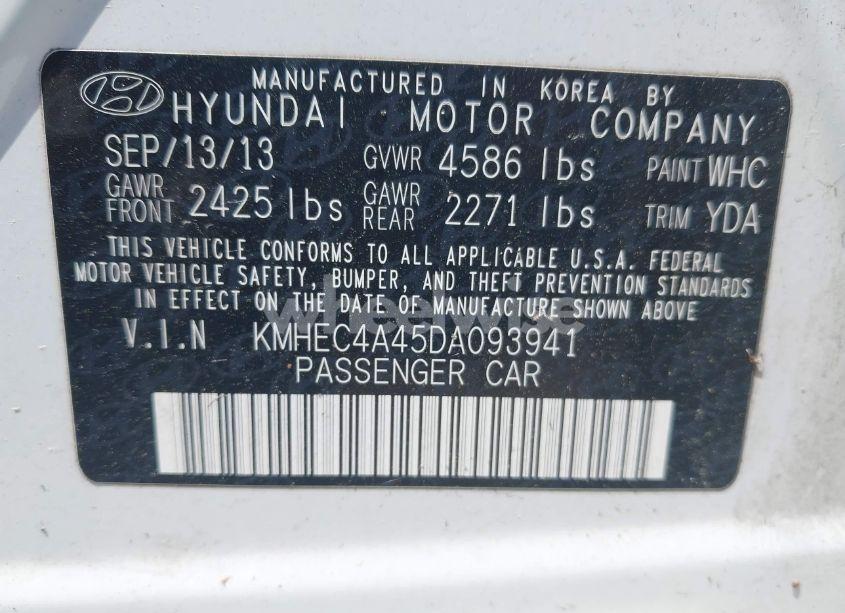 MANUFACTURED IN KOREA BY
HYUNDAI MOTOR COMPANY
SEP/13/13 GVWR 4586 lbs PAINT WHC
GAWR FRONT 2425 lbs GAWR REAR 2271 lbs TRIM YDA
THIS VEHICLE CONFORMS TO ALL APPLICABLE U.S.A. FEDERAL
MOTOR VEHICLE SAFETY, BUMPER, AND THEFT PREVENTION STANDARDS
IN EFFECT ON THE DATE OF MANUFACTURE SHOWN ABOVE
wheelwise
V.I.N KMHEC4A45DA093941
PASSENGER CAR